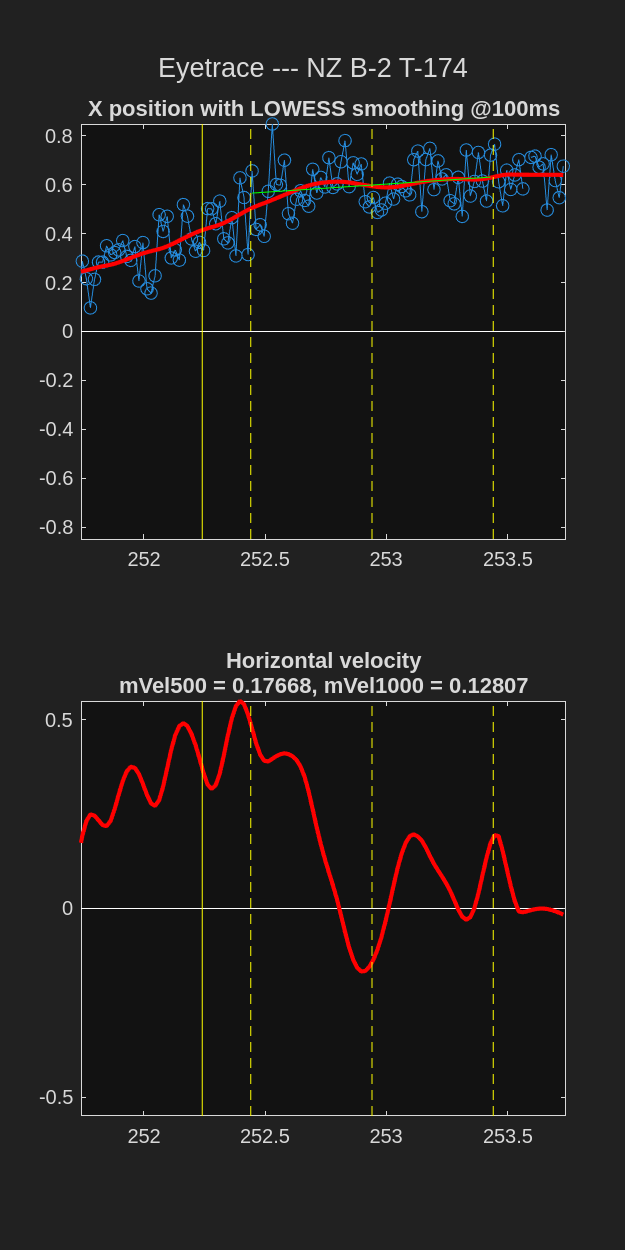 Eyetrace --- NZ B-2 T-174
X position with LOWESS smoothing @100ms
0.8
0.6
0.4
0.2
0
-0.2
-0.4
-0.6
-0.8
252 252.5 253 253.5
Horizontal velocity
mVel500 = 0.17668, mVel1000 = 0.12807
0.5
0
-0.5
252 252.5 253 253.5